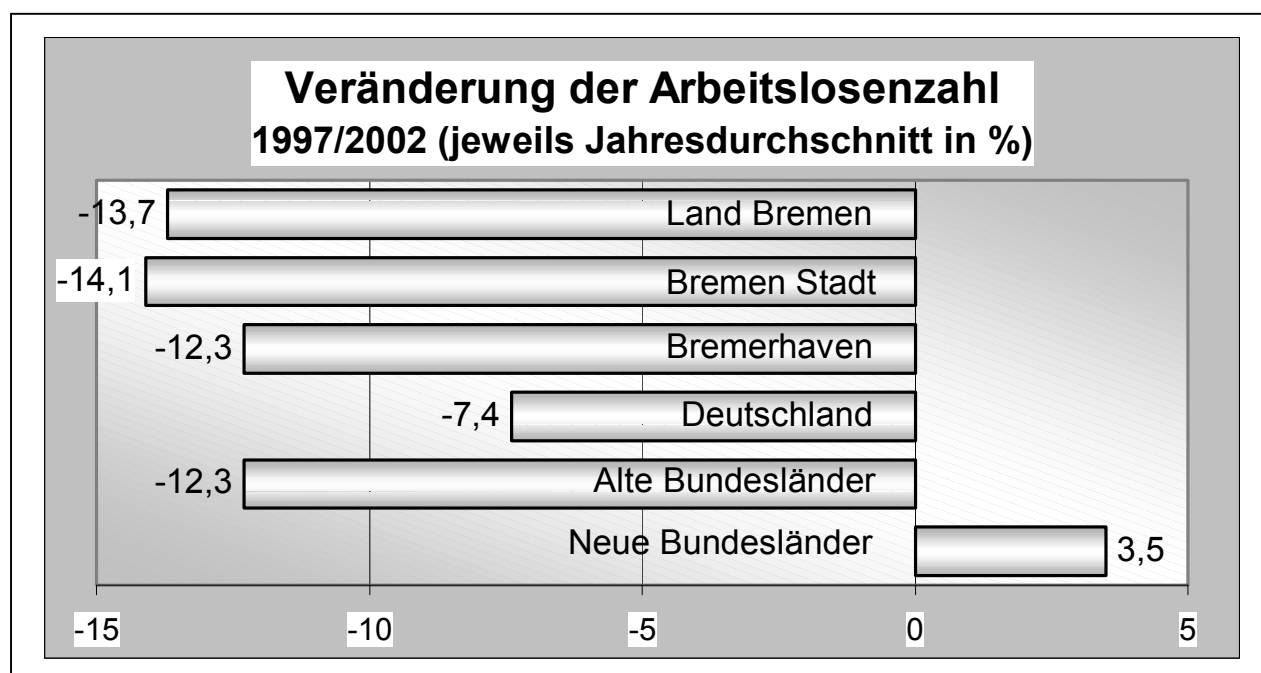 Veränderung der Arbeitslosenzahl
1997/2002 (jeweils Jahresdurchschnitt in %)
-13,7 Land Bremen
-14,1 Bremen Stadt
-12,3 Bremerhaven
-7,4 Deutschland
-12,3 Alte Bundesländer
Neue Bundesländer 3,5
-15 -10 -5 0 5